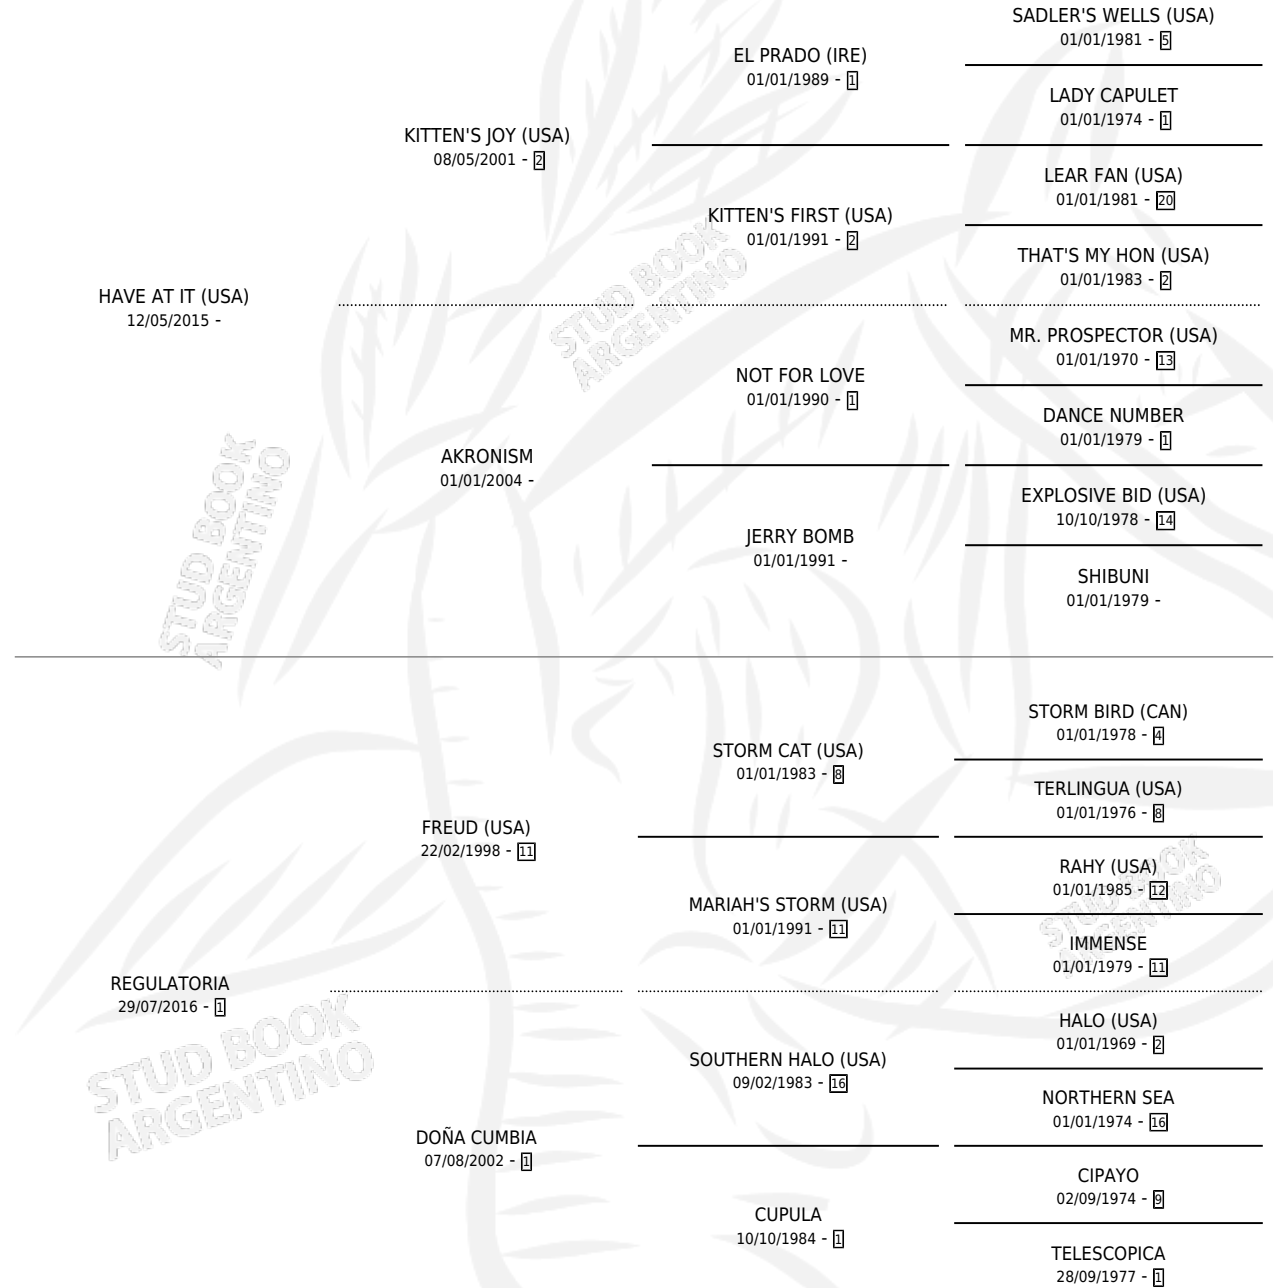 SADLER'S WELLS (USA)
01/01/1981 - 5
EL PRADO (IRE)
01/01/1989 - 1
LADY CAPULET
01/01/1974 - 1
KITTEN'S JOY (USA)
08/05/2001 - 2
LEAR FAN (USA)
01/01/1981 - 20
KITTEN'S FIRST (USA)
01/01/1991 - 2
THAT'S MY HON (USA)
01/01/1983 - 2
HAVE AT IT (USA)
12/05/2015 -
MR. PROSPECTOR (USA)
01/01/1970 - 13
NOT FOR LOVE
01/01/1990 - 1
DANCE NUMBER
01/01/1979 - 1
AKRONISM
01/01/2004 -
EXPLOSIVE BID (USA)
10/10/1978 - 14
JERRY BOMB
01/01/1991 -
SHIBUNI
01/01/1979 -
STORM BIRD (CAN)
01/01/1978 - 4
STORM CAT (USA)
01/01/1983 - 8
TERLINGUA (USA)
01/01/1976 - 8
FREUD (USA)
22/02/1998 - 11
RAHY (USA)
01/01/1985 - 12
MARIAH'S STORM (USA)
01/01/1991 - 11
IMMENSE
01/01/1979 - 11
REGULATORIA
29/07/2016 - 1
HALO (USA)
01/01/1969 - 2
SOUTHERN HALO (USA)
09/02/1983 - 16
NORTHERN SEA
01/01/1974 - 16
DOÑA CUMBIA
07/08/2002 - 1
CIPAYO
02/09/1974 - 9
CUPULA
10/10/1984 - 1
TELESCOPICA
28/09/1977 - 1
STUD BOOK
ARGENTINO
STUD BOOK
ARGENTINO
STUD BOOK
ARGENTINO
STUD BOOK
ARGENTINO